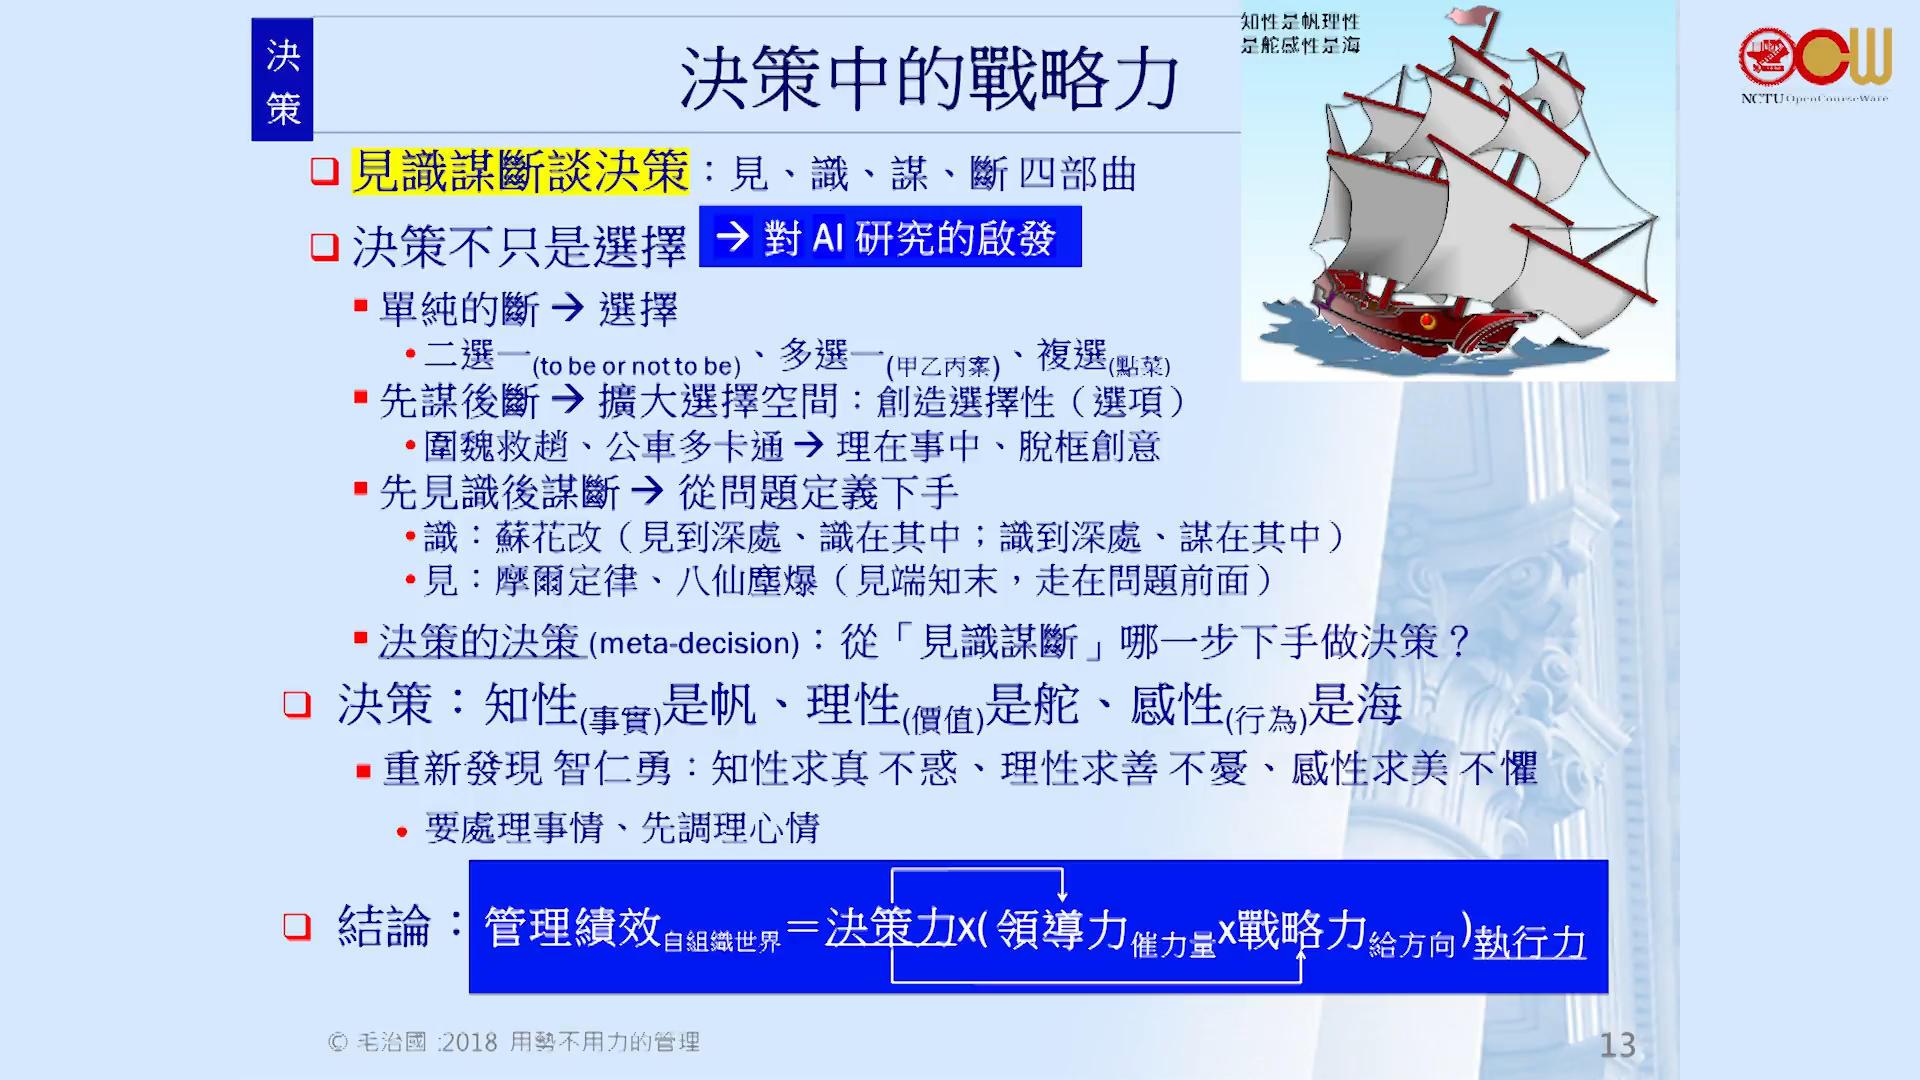 決策
決策中的戰略力
知性是帆理性
是舵感性是海
NCTU OpenCourseWare
見識謀斷談決策：見、識、謀、斷 四部曲
決策不只是選擇 → 對 AI 研究的啟發
單純的斷 → 選擇
二選一(to be or not to be)、多選一(甲乙丙案)、複選(點菜)
先謀後斷 → 擴大選擇空間：創造選擇性（選項）
圍魏救趙、公車多卡通 → 理在事中、脫框創意
先見識後謀斷 → 從問題定義下手
識：蘇花改（見到深處、識在其中；識到深處、謀在其中）
見：摩爾定律、八仙塵爆（見端知末，走在問題前面）
決策的決策 (meta-decision)：從「見識謀斷」哪一步下手做決策？
決策：知性(事實)是帆、理性(價值)是舵、感性(行為)是海
重新發現 智仁勇：知性求真 不惑、理性求善 不憂、感性求美 不懼
要處理事情、先調理心情
結論：管理績效自組織世界＝決策力x(領導力催力量x戰略力給方向)執行力
© 毛治國 :2018 用勢不用力的管理
13